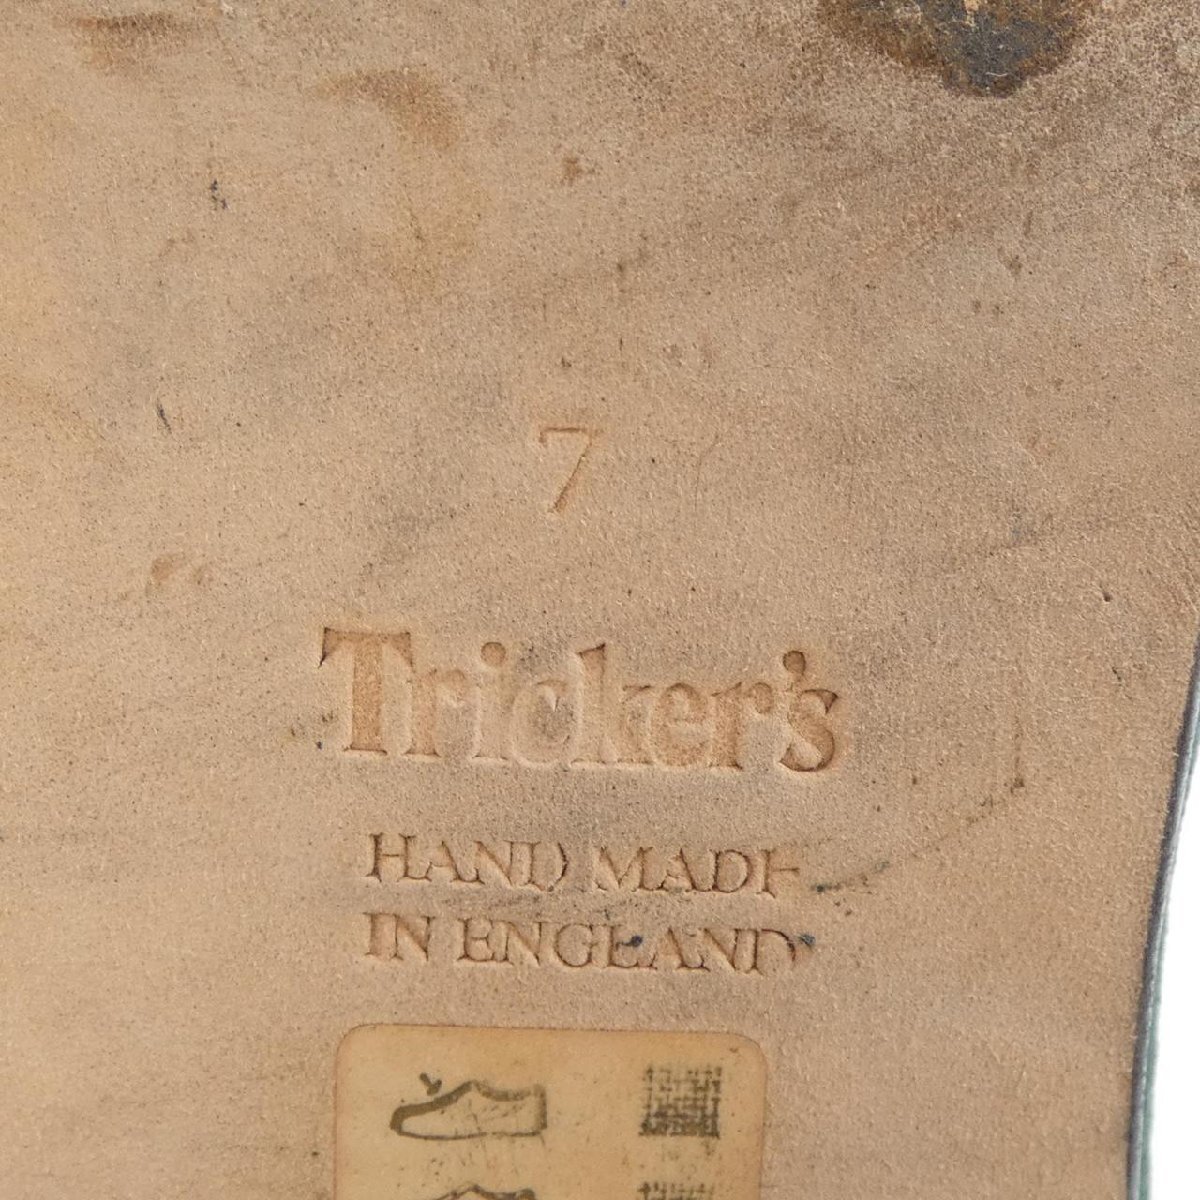 7
Tricker's
HAND MADE
IN ENGLAND